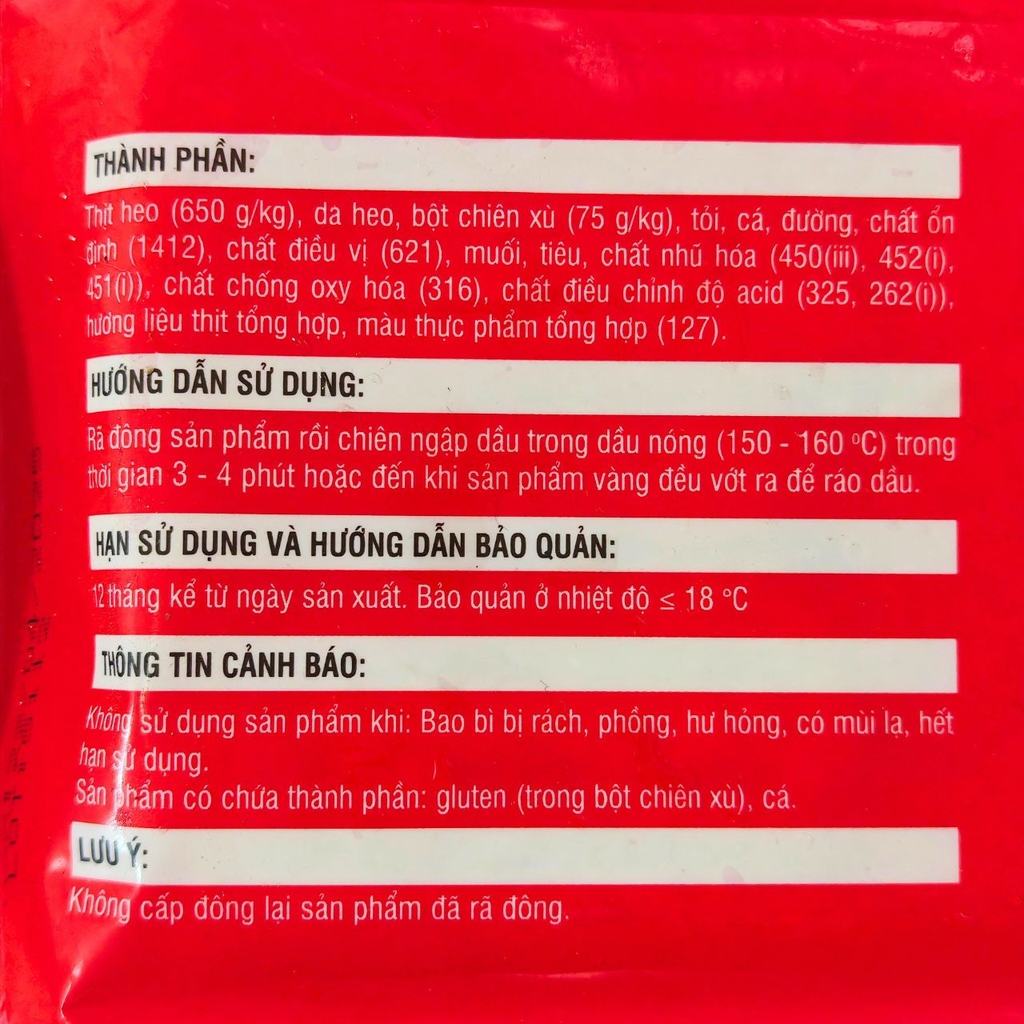 THÀNH PHẦN:
Thịt heo (650 g/kg), da heo, bột chiên xù (75 g/kg), tỏi, cá, đường, chất ổn
định (1412), chất điều vị (621), muối, tiêu, chất nhũ hóa (450(iii), 452(i),
451(i)), chất chống oxy hóa (316), chất điều chỉnh độ acid (325, 262(i)),
hương liệu thịt tổng hợp, màu thực phẩm tổng hợp (127).
HƯỚNG DẪN SỬ DỤNG:
Rã đông sản phẩm rồi chiên ngập dầu trong dầu nóng (150 - 160 °C) trong
thời gian 3 - 4 phút hoặc đến khi sản phẩm vàng đều vớt ra để ráo dầu.
HẠN SỬ DỤNG VÀ HƯỚNG DẪN BẢO QUẢN:
12 tháng kể từ ngày sản xuất. Bảo quản ở nhiệt độ ≤ 18 °C
THÔNG TIN CẢNH BÁO:
Không sử dụng sản phẩm khi: Bao bì bị rách, phồng, hư hỏng, có mùi lạ, hết
hạn sử dụng.
Sản phẩm có chứa thành phần: gluten (trong bột chiên xù), cá.
LƯU Ý:
Không cấp đông lại sản phẩm đã rã đông.